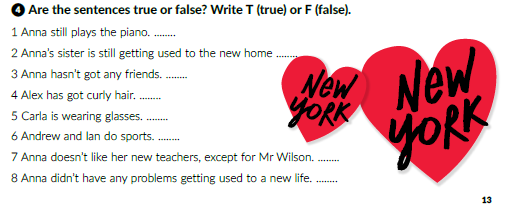 4 Are the sentences true or false? Write T (true) or F (false).
1 Anna still plays the piano. ........
2 Anna's sister is still getting used to the new home ........
3 Anna hasn't got any friends. ........
4 Alex has got curly hair. ........
5 Carla is wearing glasses. ........
6 Andrew and Ian do sports. ........
7 Anna doesn't like her new teachers, except for Mr Wilson. ........
8 Anna didn't have any problems getting used to a new life. ........
New
YORK
New
YORK
13